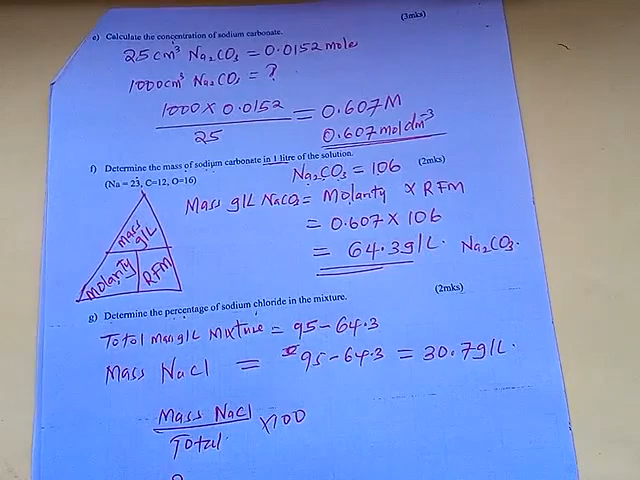 (3mks)
e) Calculate the concentration of sodium carbonate.
25cm³ Na₂CO₃ = 0.0152 mole
1000cm³ Na₂CO₃ = ?
1000 × 0.0152 = 0.607M
25
0.607moldm⁻³
f) Determine the mass of sodium carbonate in 1 litre of the solution.
(Na = 23, C=12, O=16)
(2mks)
Na₂CO₃ = 106
Mass g/L NaCO₃ = Molarity × RFM
= 0.607 × 106
= 64.3g/L. Na₂CO₃.
mass g/L
molarity
RFM
g) Determine the percentage of sodium chloride in the mixture.
(2mks)
Total mass g/L Mixture = 95-64.3
Mass NaCl = 95-64.3 = 30.7g/L.
Mass NaCl ×100
Total